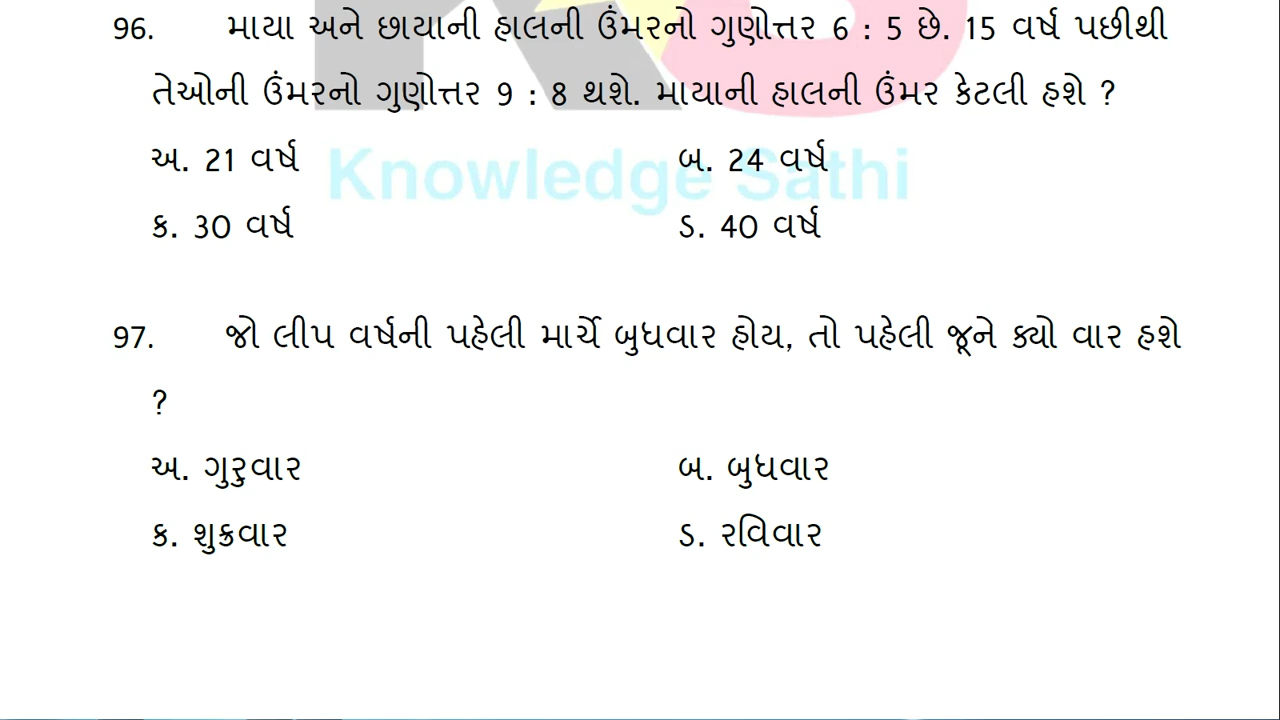 96. માયા અને છાયાની હાલની ઉંમરનો ગુણોત્તર 6 : 5 છે. 15 વર્ષ પછીથી
તેઓની ઉંમરનો ગુણોત્તર 9 : 8 થશે. માયાની હાલની ઉંમર કેટલી હશે ?
અ. 21 વર્ષ બ. 24 વર્ષ
Knowledge Sathi
ક. 30 વર્ષ ડ. 40 વર્ષ
97. જો લીપ વર્ષની પહેલી માર્ચે બુધવાર હોય, તો પહેલી જૂને ક્યો વાર હશે
?
અ. ગુરુવાર બ. બુધવાર
ક. શુક્રવાર ડ. રવિવાર